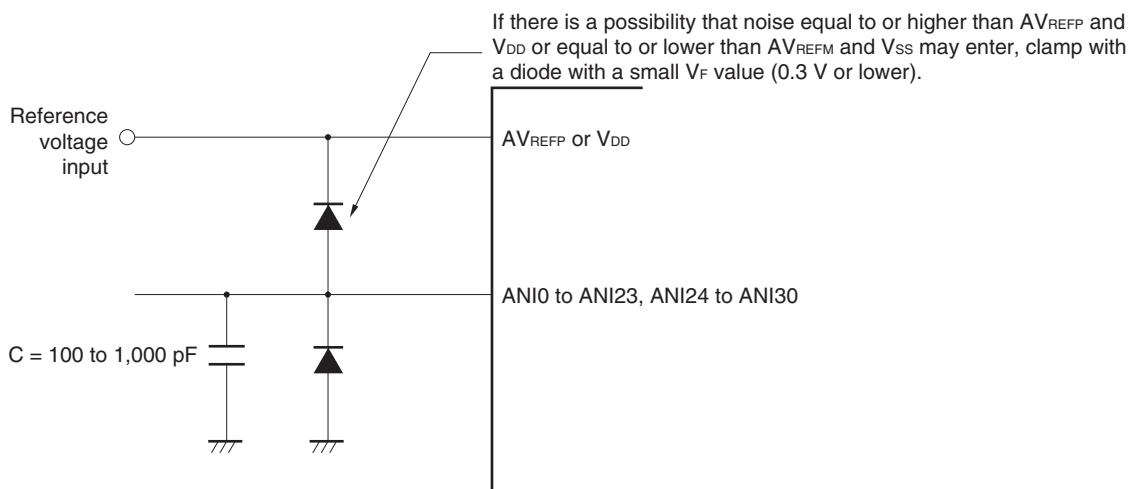 If there is a possibility that noise equal to or higher than AVREFP and
VDD or equal to or lower than AVREFM and VSS may enter, clamp with
a diode with a small VF value (0.3 V or lower).
Reference
voltage
input
AVREFP or VDD
ANI0 to ANI23, ANI24 to ANI30
C = 100 to 1,000 pF